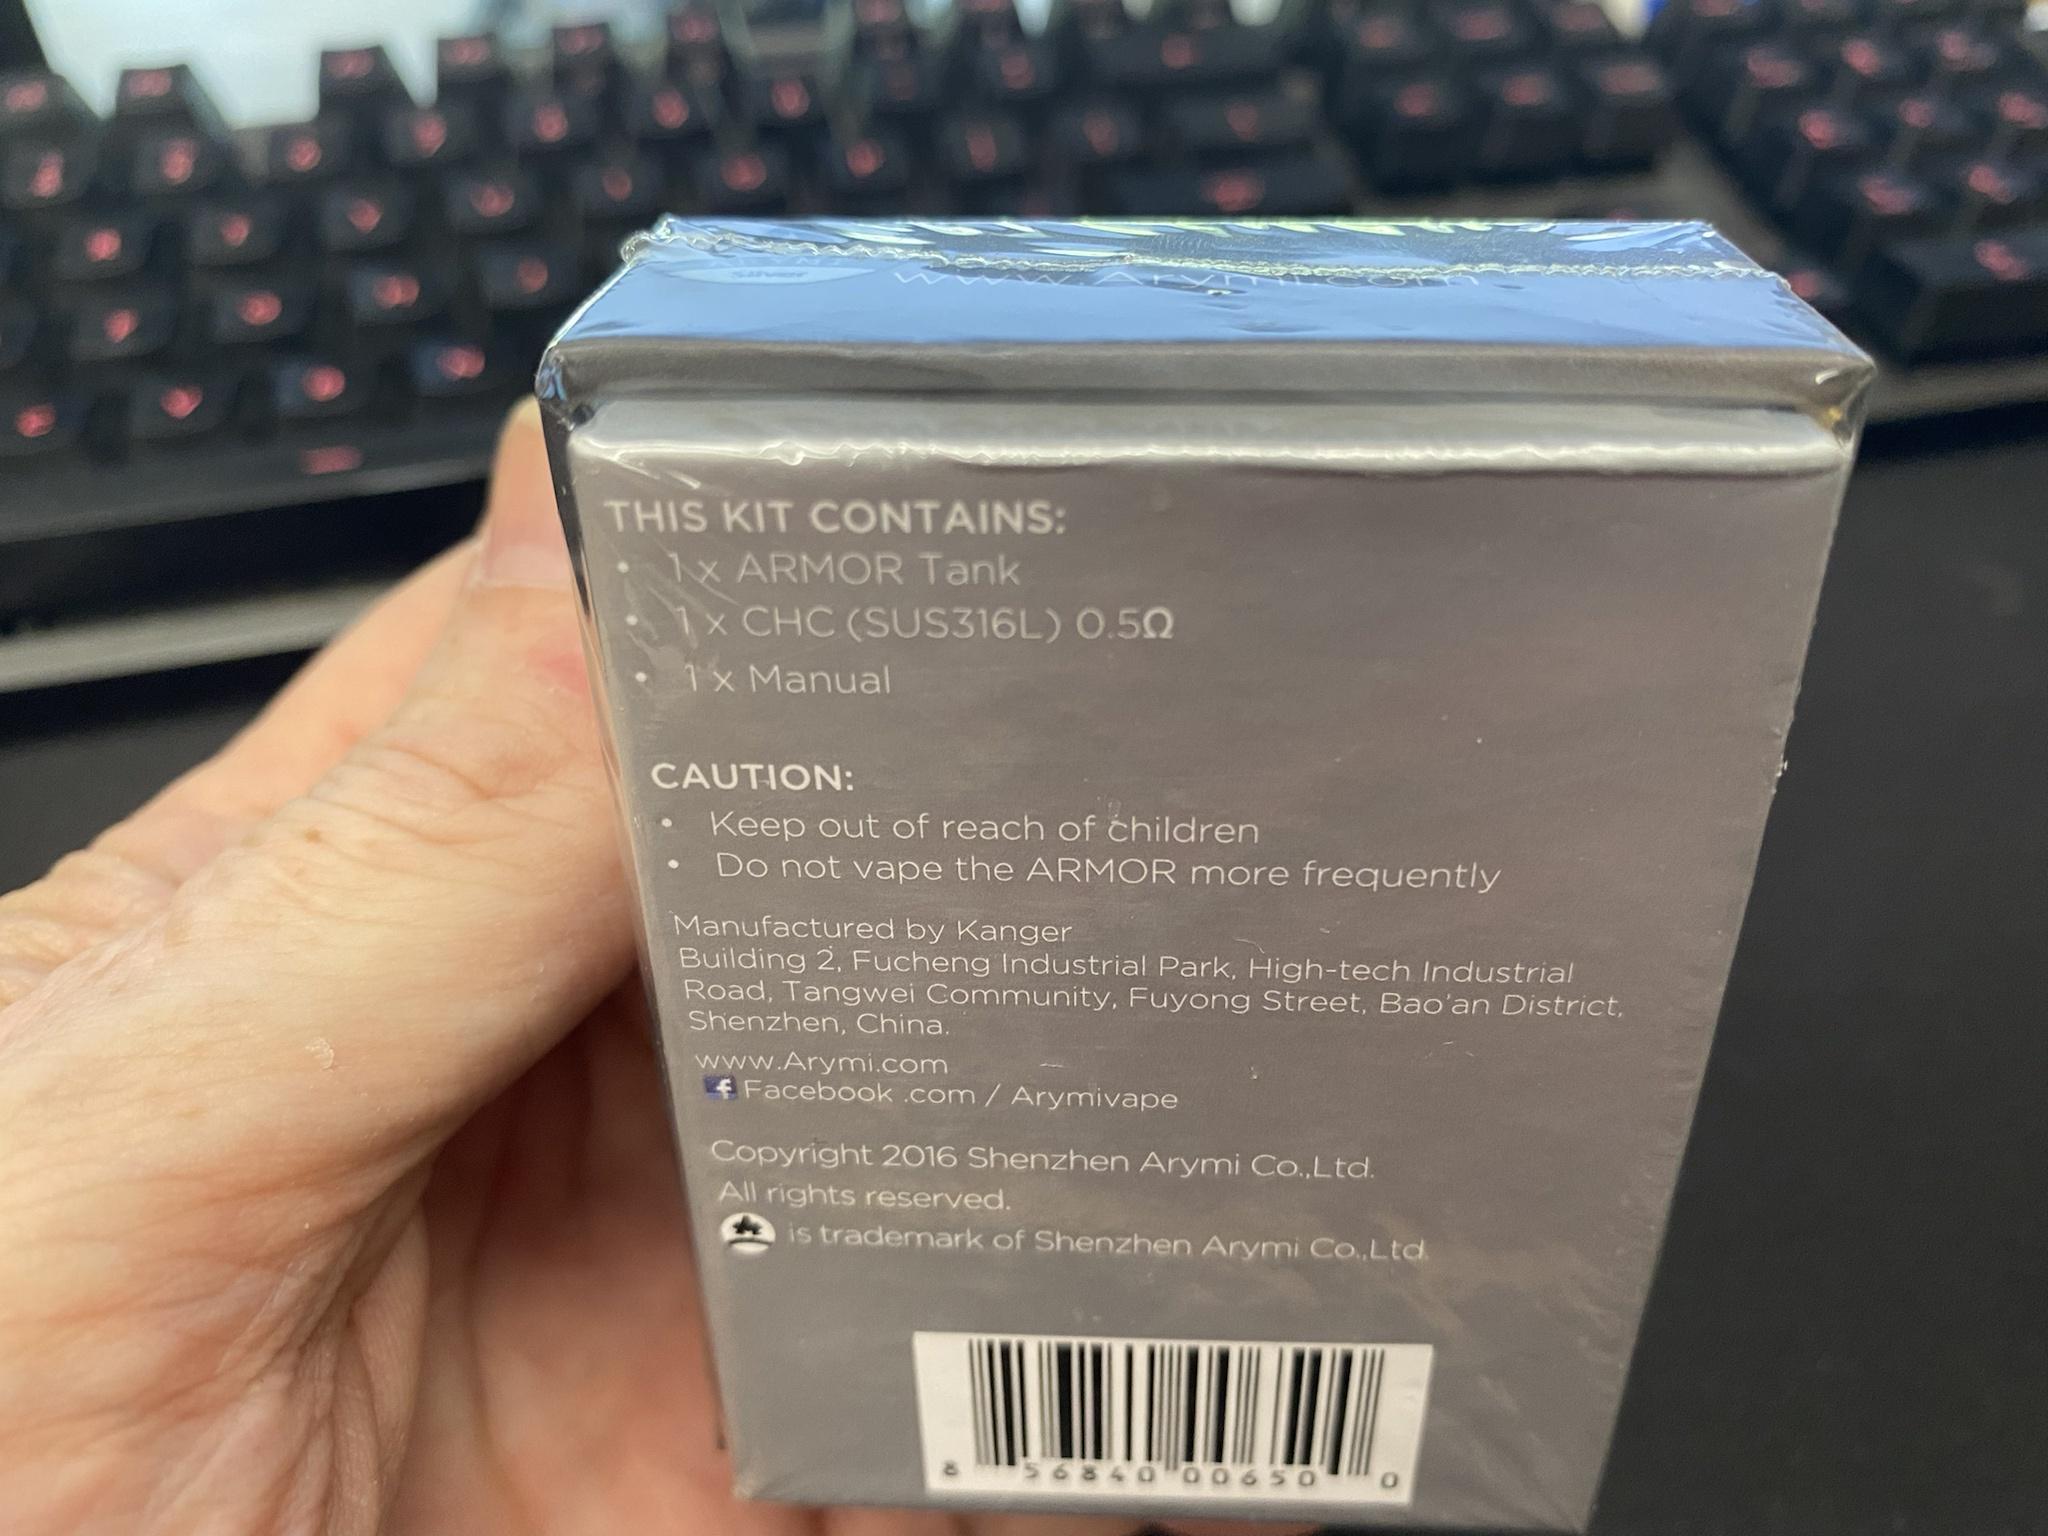 Silver
www.Arymi.com
THIS KIT CONTAINS:
• 1 x ARMOR Tank
• 1 x CHC (SUS316L) 0.5Ω
• 1 x Manual
CAUTION:
• Keep out of reach of children
• Do not vape the ARMOR more frequently
Manufactured by Kanger
Building 2, Fucheng Industrial Park, High-tech Industrial
Road, Tangwei Community, Fuyong Street, Bao'an District,
Shenzhen, China.
www.Arymi.com
f Facebook .com / Arymivape
Copyright 2016 Shenzhen Arymi Co.,Ltd.
All rights reserved.
is trademark of Shenzhen Arymi Co.,Ltd.
8 56840 00650 0